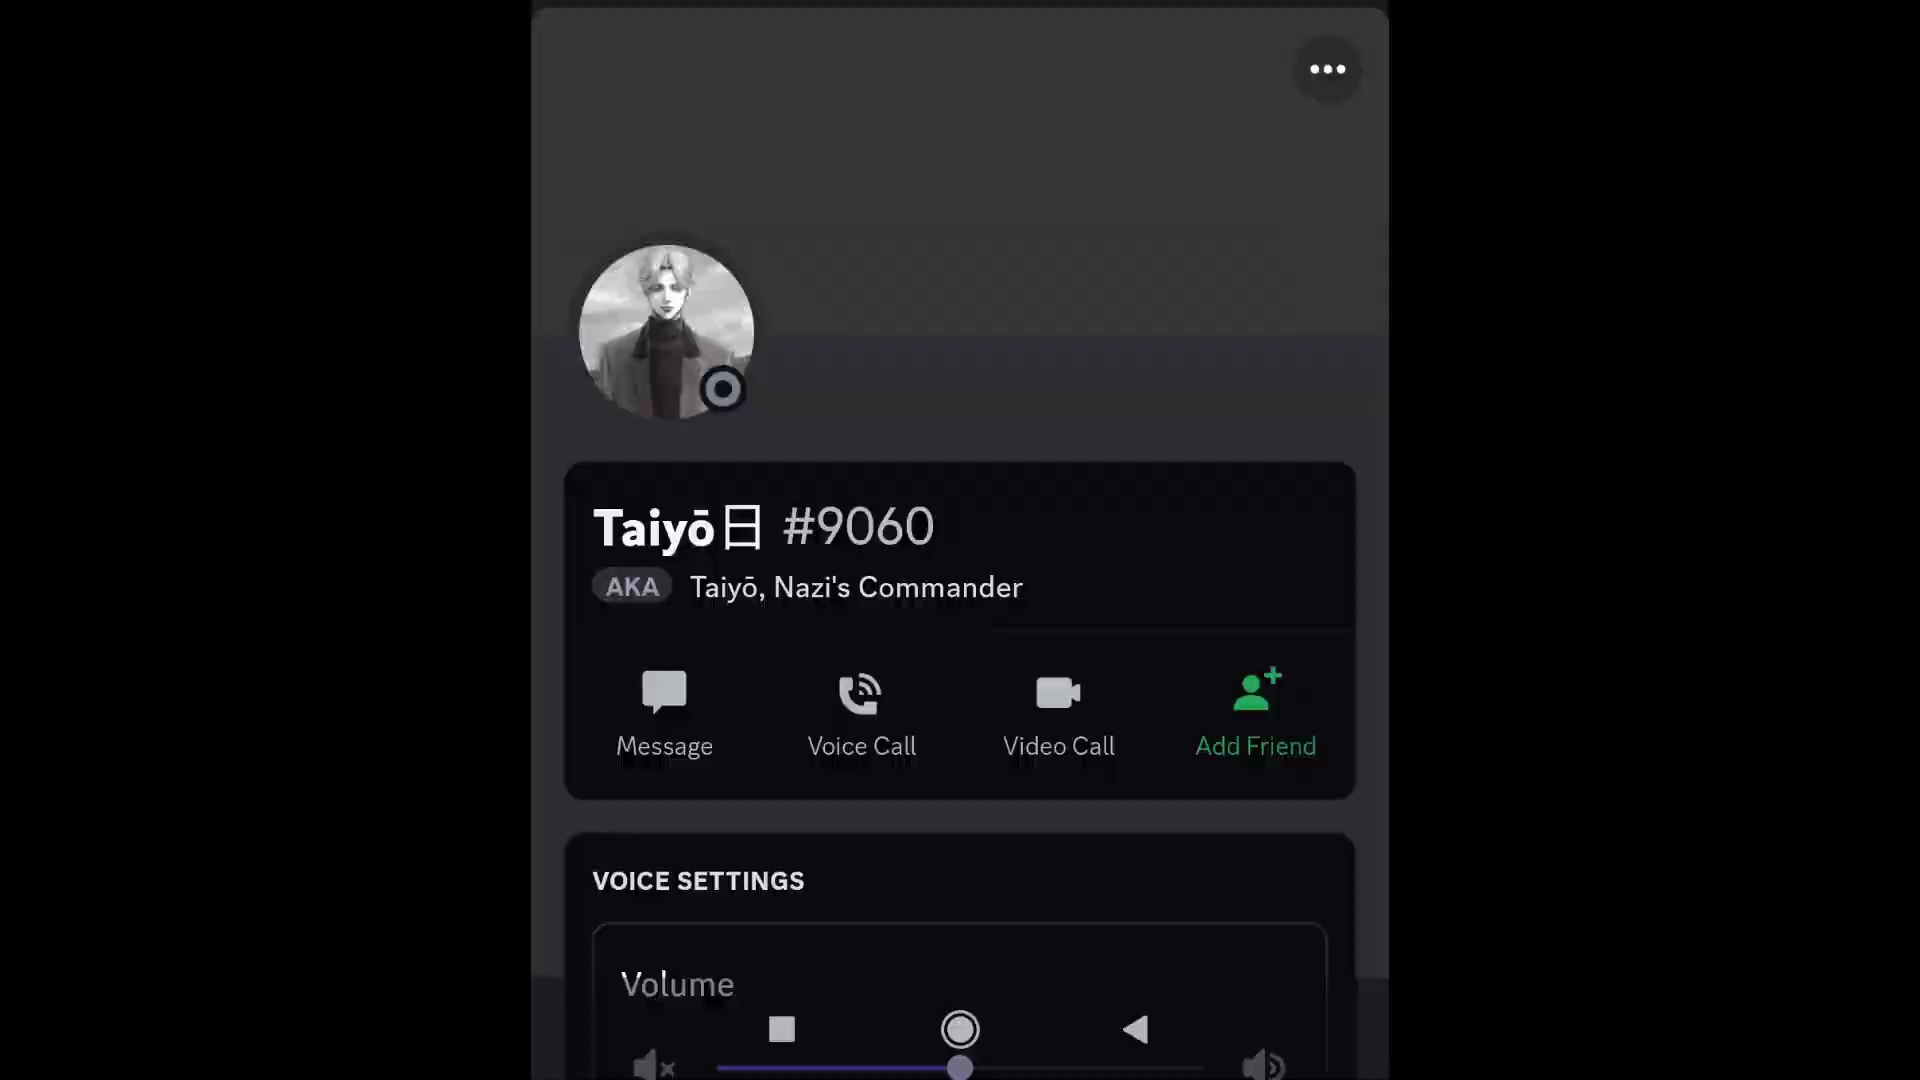 Taiyō日 #9060
AKA Taiyō, Nazi's Commander
Message Voice Call Video Call Add Friend
VOICE SETTINGS
Volume